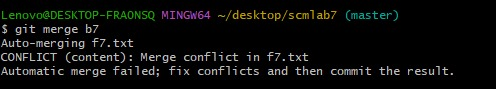 Lenovo@DESKTOP-FRAONSQ MINGW64 ~/desktop/scmlab7 (master)
$ git merge b7
Auto-merging f7.txt
CONFLICT (content): Merge conflict in f7.txt
Automatic merge failed; fix conflicts and then commit the result.